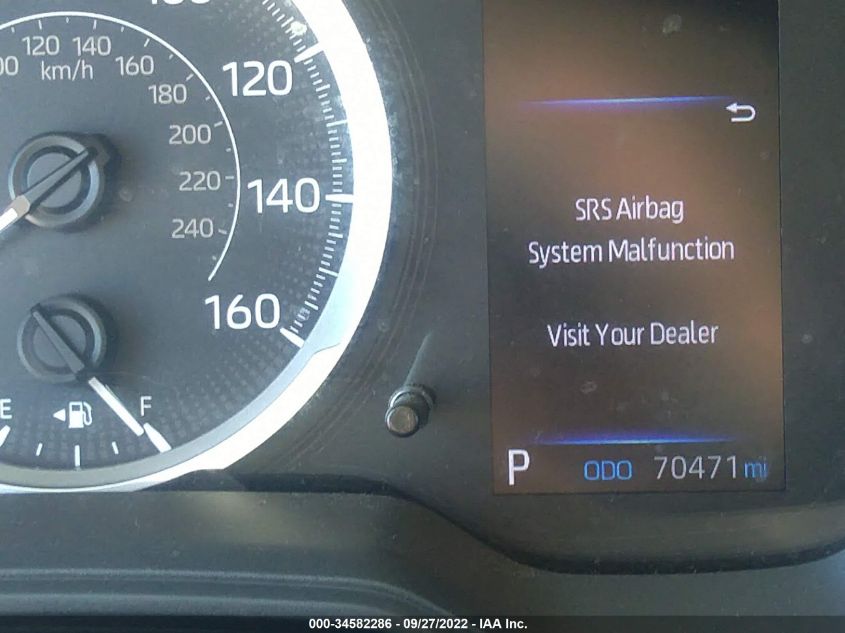 120
120 140
km/h 160
180
200
220
140
240
160
E F
SRS Airbag
System Malfunction
Visit Your Dealer
P ODO 70471 mi
000-34582286 - 09/27/2022 - IAA Inc.